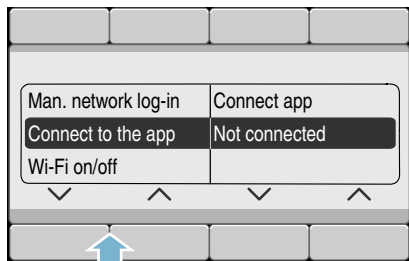 Man. network log-in Connect app
Connect to the app Not connected
Wi-Fi on/off